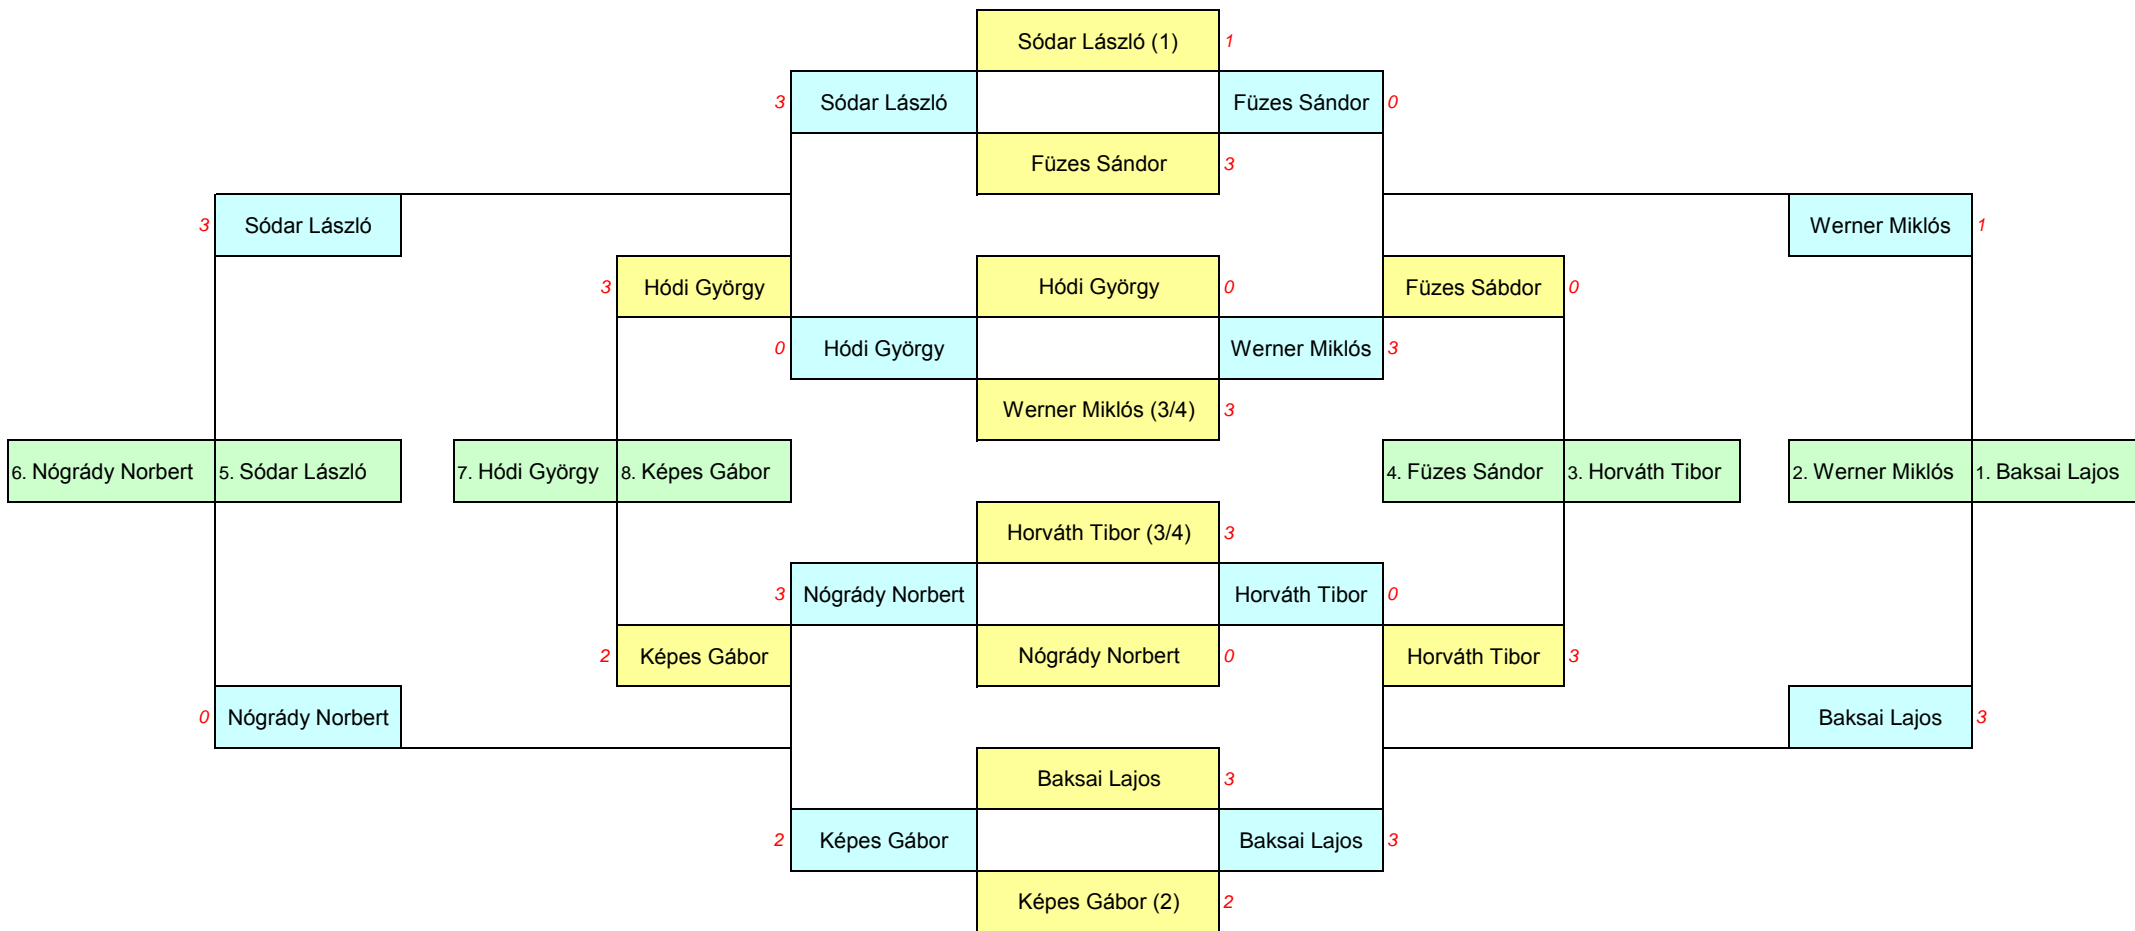 Sódar László (1) 1
3 Sódar László Füzes Sándor 0
Füzes Sándor 3
3 Sódar László Werner Miklós 1
3 Hódi György Hódi György 0 Füzes Sábdor 0
0 Hódi György Werner Miklós 3
Werner Miklós (3/4) 3
6. Nógrády Norbert 5. Sódar László 7. Hódi György 8. Képes Gábor 4. Füzes Sándor 3. Horváth Tibor 2. Werner Miklós 1. Baksai Lajos
Horváth Tibor (3/4) 3
3 Nógrády Norbert Horváth Tibor 0
2 Képes Gábor Nógrády Norbert 0 Horváth Tibor 3
0 Nógrády Norbert Baksai Lajos 3
Baksai Lajos 3
2 Képes Gábor Baksai Lajos 3
Képes Gábor (2) 2